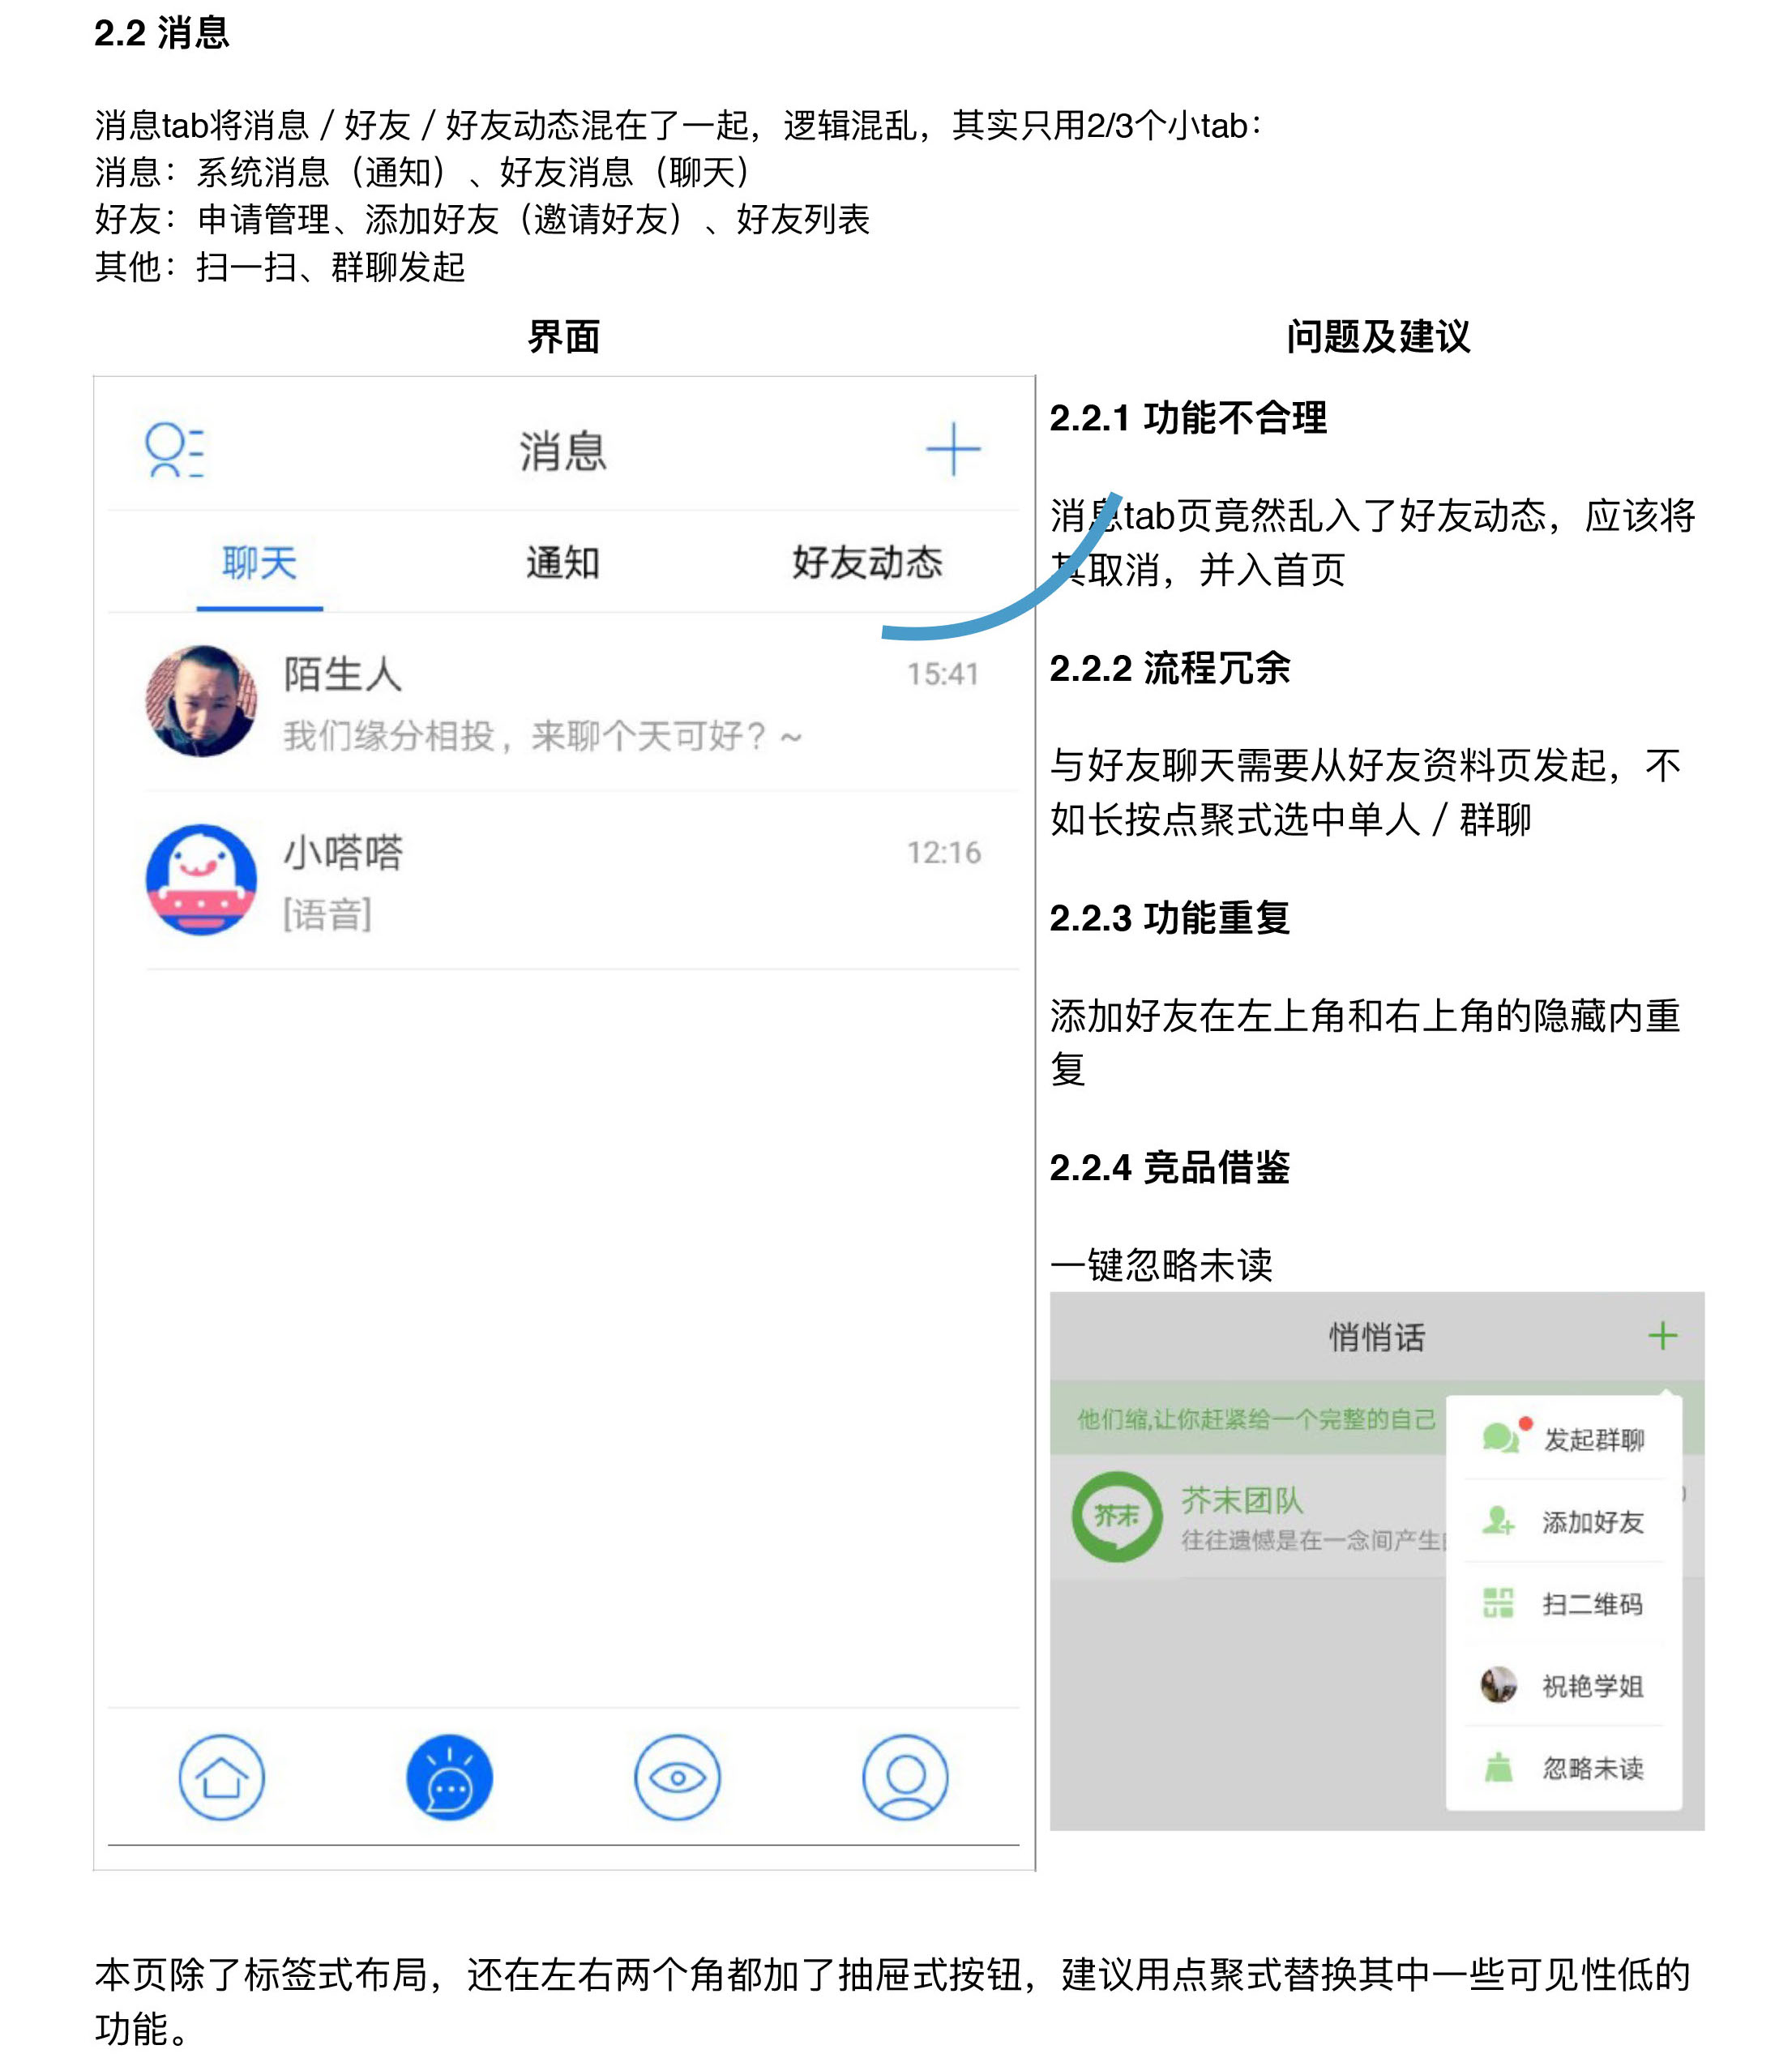 2.2 消息
消息tab将消息 / 好友 / 好友动态混在了一起，逻辑混乱，其实只用2/3个小tab：
消息：系统消息（通知）、好友消息（聊天）
好友：申请管理、添加好友（邀请好友）、好友列表
其他：扫一扫、群聊发起
界面
问题及建议
消息
聊天
通知
好友动态
陌生人
15:41
我们缘分相投，来聊个天可好？~
小嗒嗒
12:16
[语音]
2.2.1 功能不合理
消息tab页竟然乱入了好友动态，应该将
其取消，并入首页
2.2.2 流程冗余
与好友聊天需要从好友资料页发起，不
如长按点聚式选中单人 / 群聊
2.2.3 功能重复
添加好友在左上角和右上角的隐藏内重
复
2.2.4 竞品借鉴
一键忽略未读
悄悄话
他们缩,让你赶紧给一个完整的自己
芥末
芥末团队
往往遗憾是在一念间产生
发起群聊
添加好友
扫二维码
祝艳学姐
忽略未读
本页除了标签式布局，还在左右两个角都加了抽屉式按钮，建议用点聚式替换其中一些可见性低的
功能。